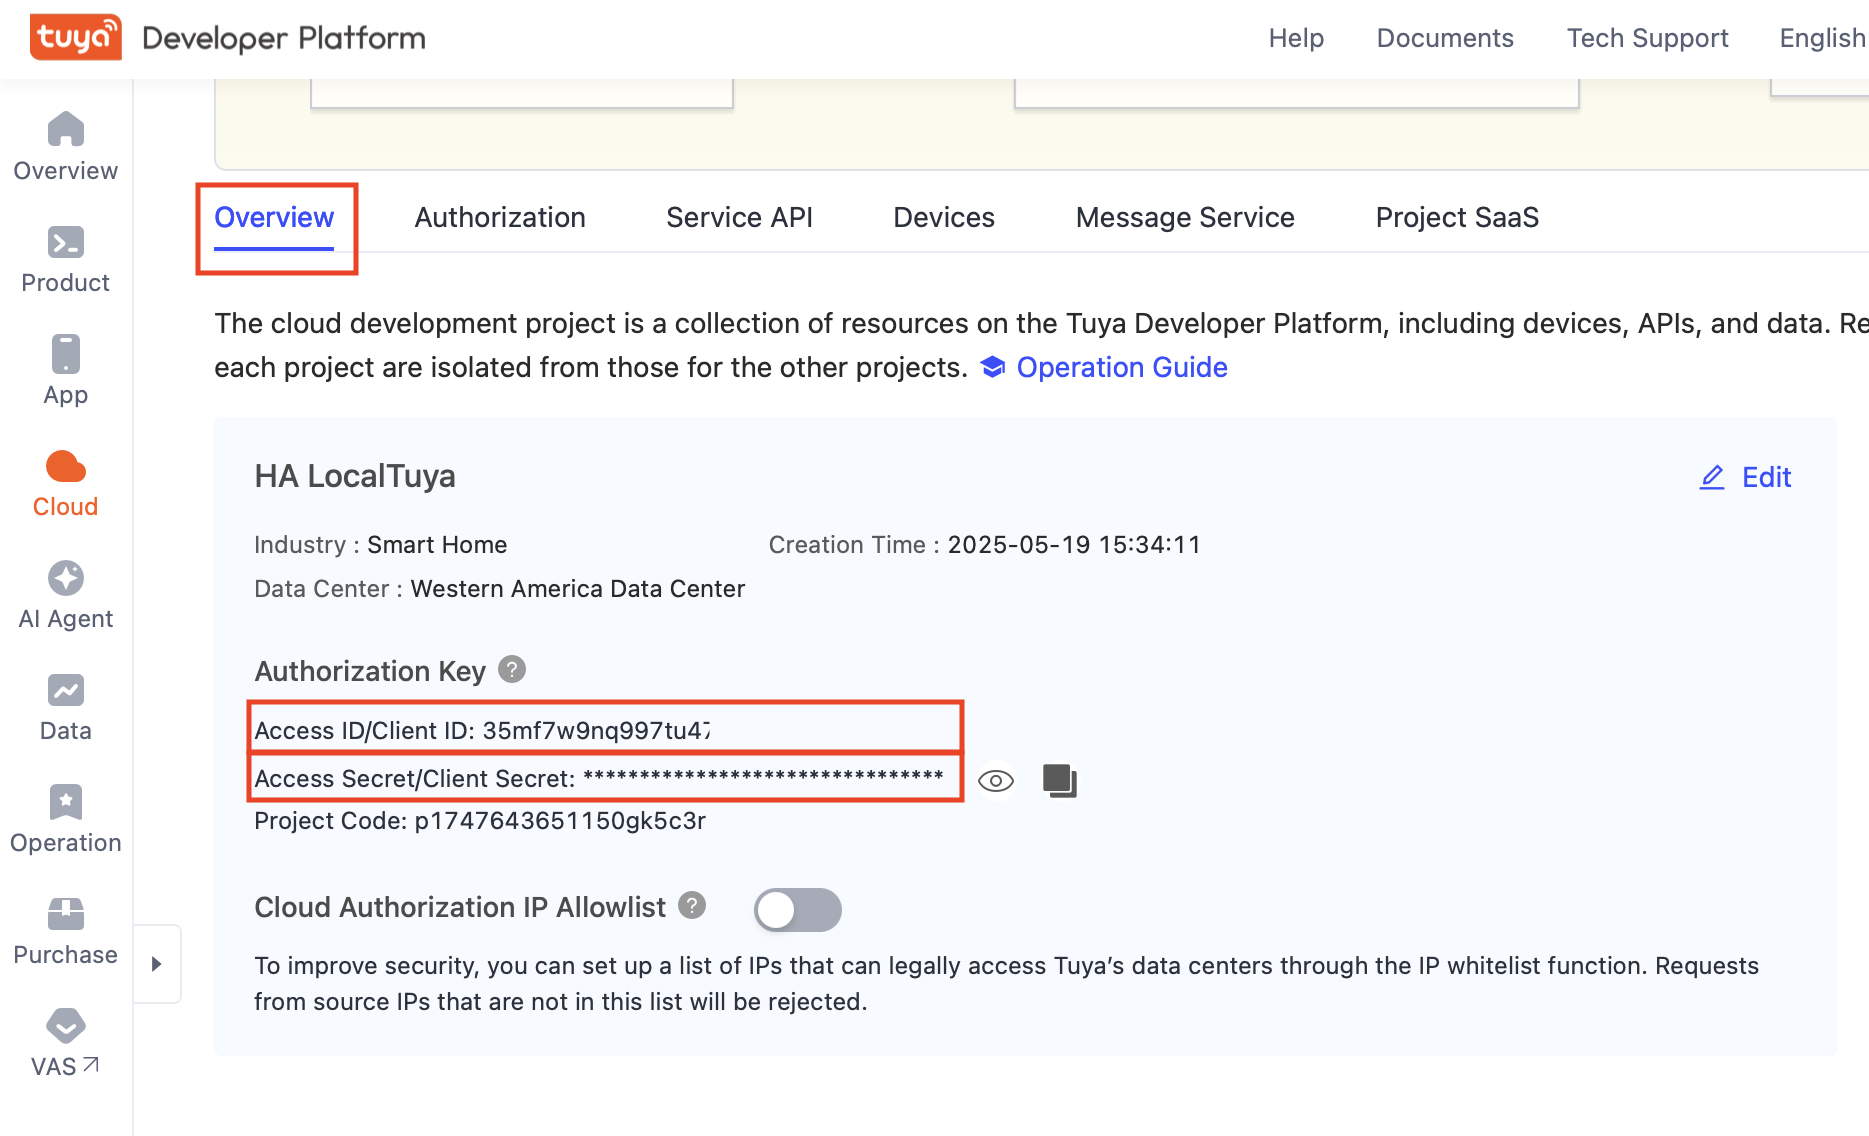 tuya Developer Platform
Help Documents Tech Support English
Overview
Product
App
Cloud
AI Agent
Data
Operation
Purchase
VAS
Overview Authorization Service API Devices Message Service Project SaaS
The cloud development project is a collection of resources on the Tuya Developer Platform, including devices, APIs, and data. Re
each project are isolated from those for the other projects. Operation Guide
HA LocalTuya
Edit
Industry : Smart Home Creation Time : 2025-05-19 15:34:11
Data Center : Western America Data Center
Authorization Key ?
Access ID/Client ID: 35mf7w9nq997tu4
Access Secret/Client Secret: ********************************
Project Code: p1747643651150gk5c3r
Cloud Authorization IP Allowlist ?
To improve security, you can set up a list of IPs that can legally access Tuya’s data centers through the IP whitelist function. Requests
from source IPs that are not in this list will be rejected.